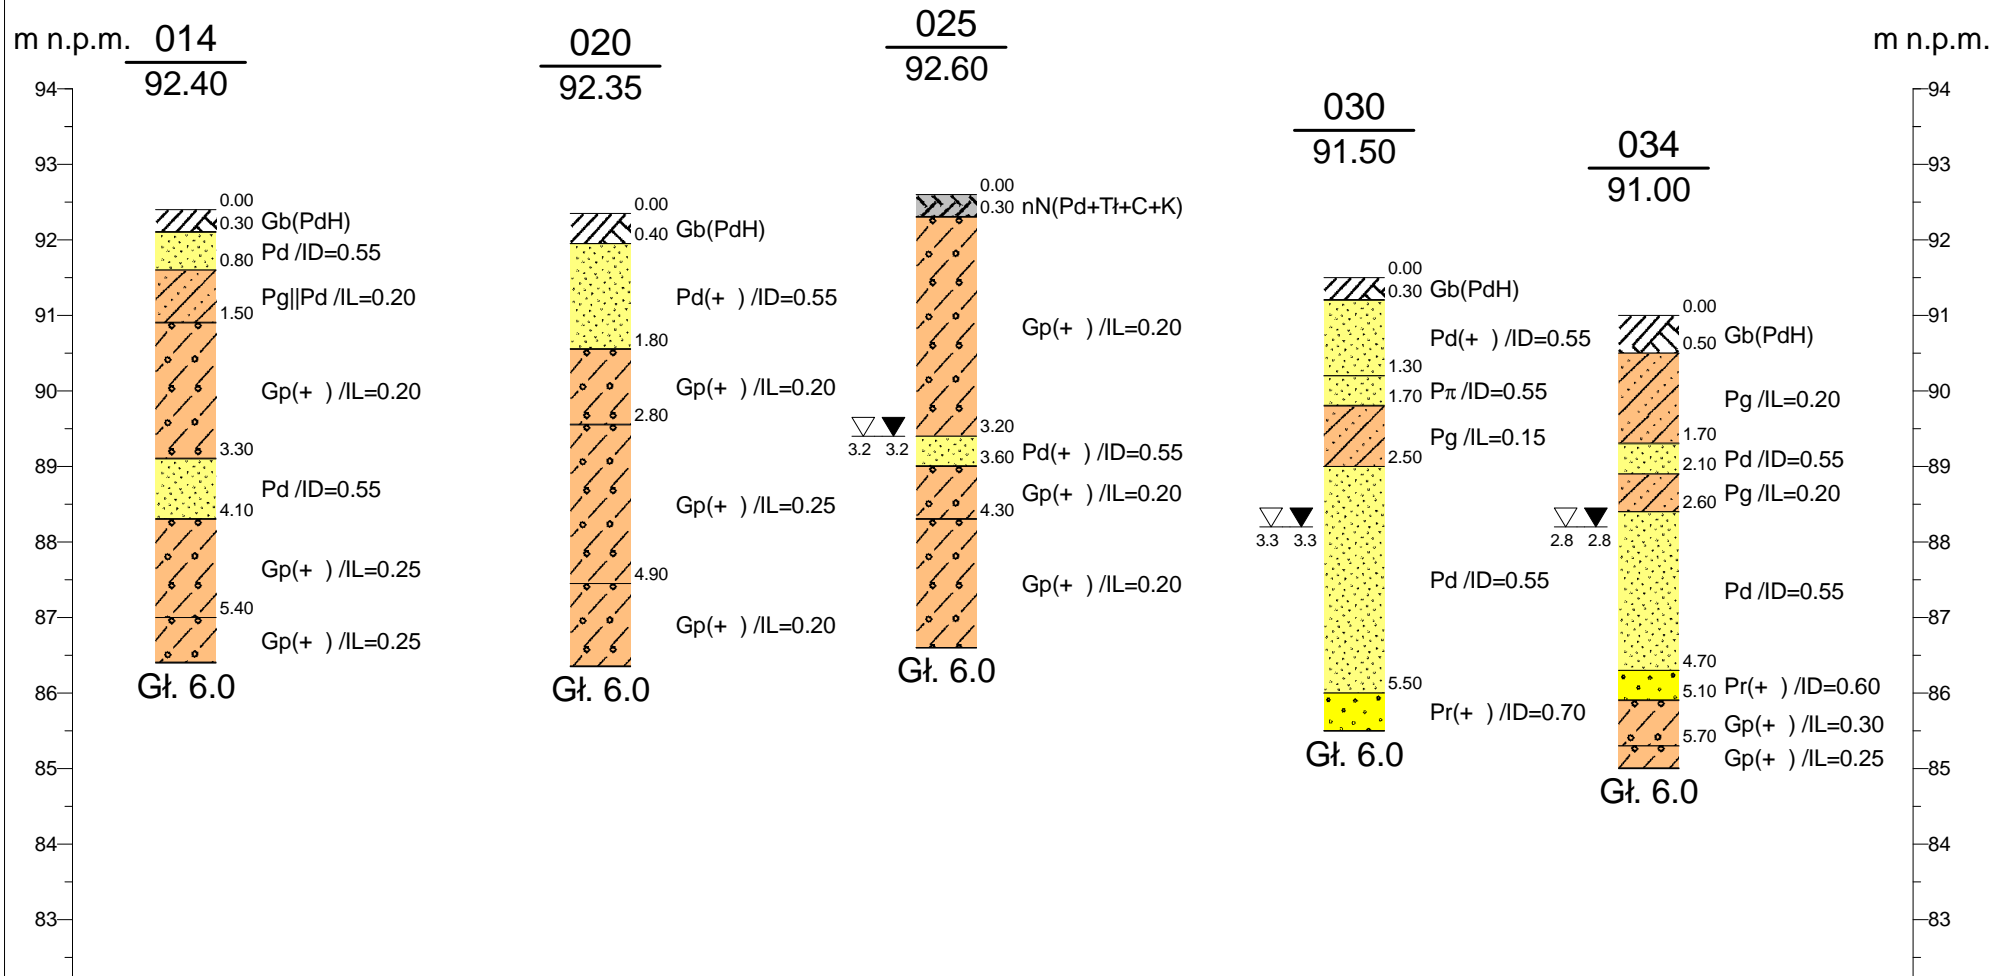 m n.p.m.
014
92.40
020
92.35
025
92.60
030
91.50
034
91.00
m n.p.m.
94
93
92
91
90
89
88
87
86
85
84
83
0.00
0.30 Gb(PdH)
0.80 Pd /ID=0.55
Pg||Pd /IL=0.20
1.50
Gp(+ ) /IL=0.20
3.30
Pd /ID=0.55
4.10
Gp(+ ) /IL=0.25
5.40
Gp(+ ) /IL=0.25
Gł. 6.0
0.00
0.40 Gb(PdH)
Pd(+ ) /ID=0.55
1.80
Gp(+ ) /IL=0.20
2.80
Gp(+ ) /IL=0.25
4.90
Gp(+ ) /IL=0.20
Gł. 6.0
0.00
0.30 nN(Pd+Tł+C+K)
Gp(+ ) /IL=0.20
3.20
3.2 3.2
3.60 Pd(+ ) /ID=0.55
Gp(+ ) /IL=0.20
4.30
Gp(+ ) /IL=0.20
Gł. 6.0
0.00
0.30 Gb(PdH)
Pd(+ ) /ID=0.55
1.30
1.70 Pπ /ID=0.55
Pg /IL=0.15
2.50
3.3 3.3
Pd /ID=0.55
5.50
Pr(+ ) /ID=0.70
Gł. 6.0
0.00
0.50 Gb(PdH)
Pg /IL=0.20
1.70
2.10 Pd /ID=0.55
2.60 Pg /IL=0.20
2.8 2.8
Pd /ID=0.55
4.70
5.10 Pr(+ ) /ID=0.60
Gp(+ ) /IL=0.30
5.70
Gp(+ ) /IL=0.25
Gł. 6.0
94
93
92
91
90
89
88
87
86
85
84
83